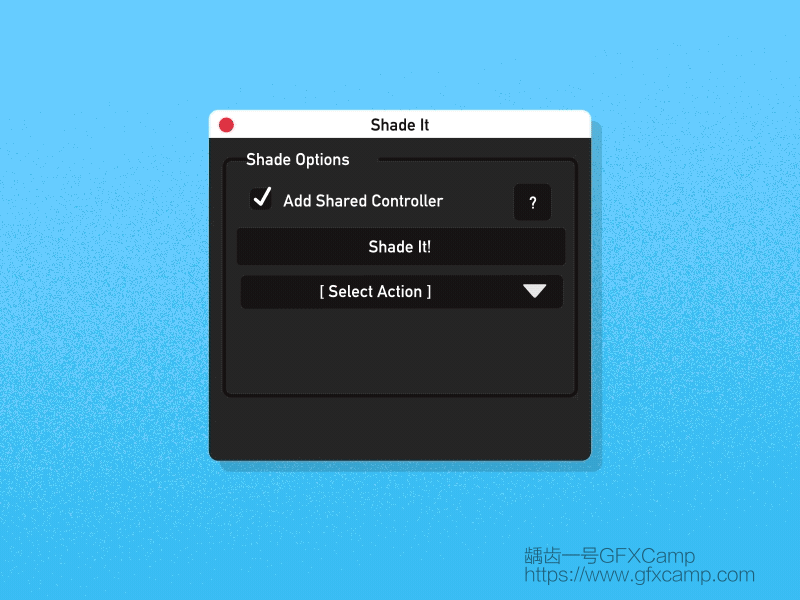 Shade It
Shade Options
Add Shared Controller
?
Shade It!
[ Select Action ]
龋齿一号GFXCamp
https://www.gfxcamp.com